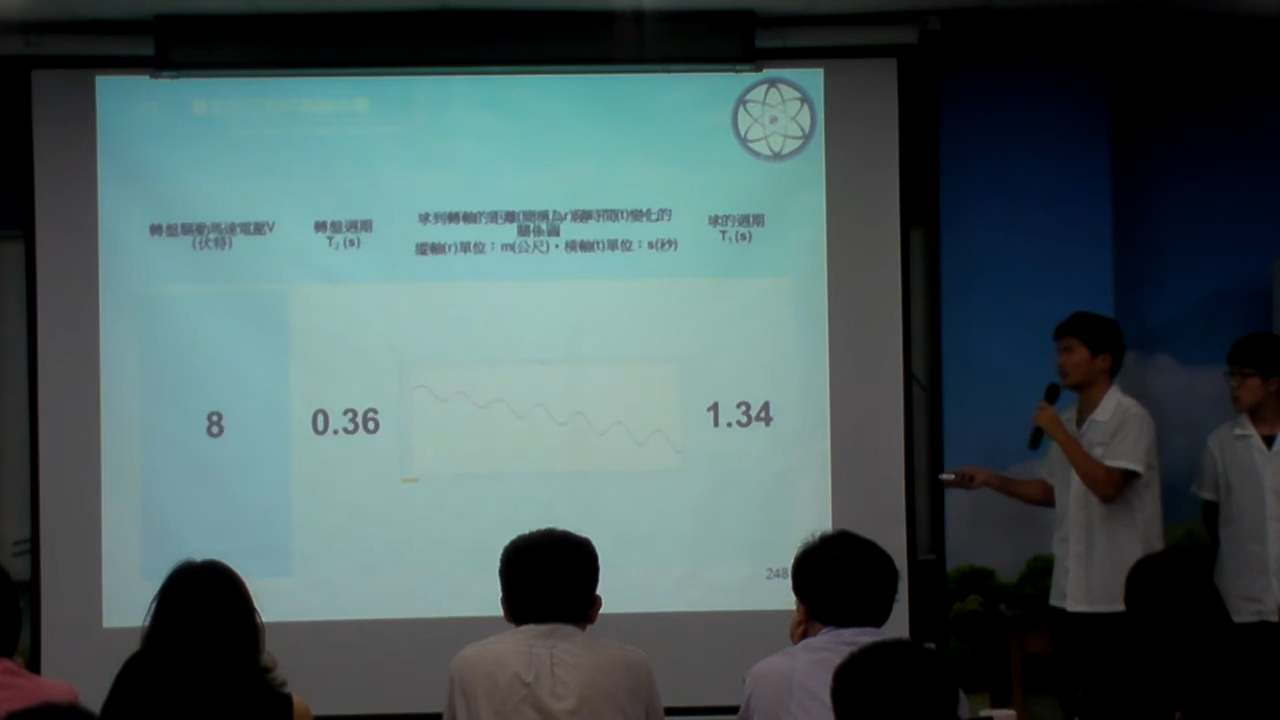 轉盤驅動馬達電壓V
(伏特)
轉盤週期
T₂ (s)
球到轉軸的距離(簡稱為r)隨時間(t)變化的
關係圖
縱軸(r)單位：m(公尺)，橫軸(t)單位：s(秒)
球的週期
T₁ (s)
8
0.36
1.34
248